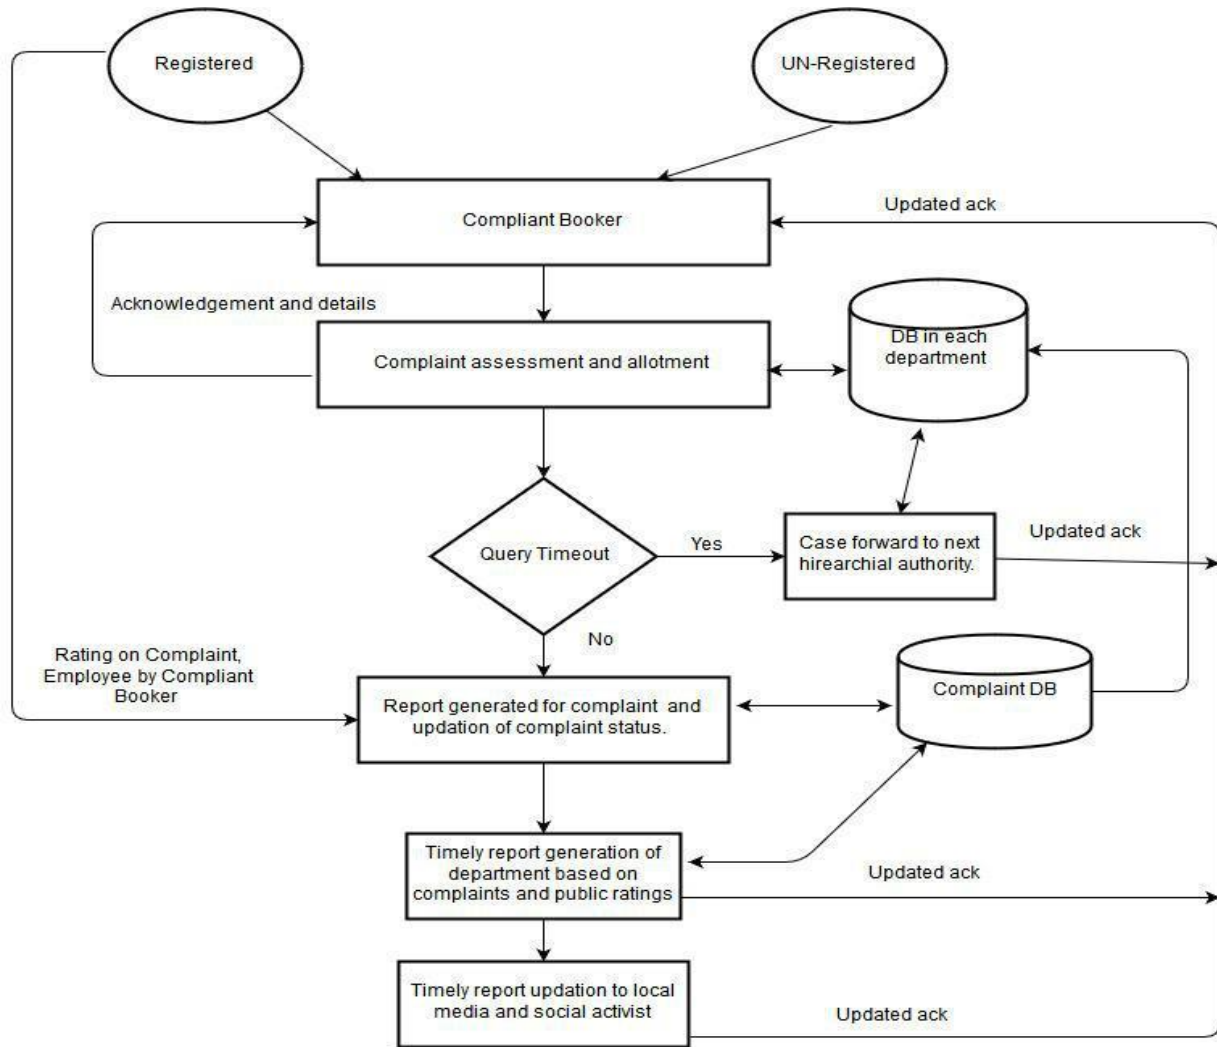 Registered
UN-Registered
Compliant Booker
Updated ack
Acknowledgement and details
DB in each
department
Complaint assessment and allotment
Query Timeout
Yes
Case forward to next
hirearchial authority.
Updated ack
No
Rating on Complaint,
Employee by Compliant
Booker
Complaint DB
Report generated for complaint and
updation of complaint status.
Timely report generation of
department based on
complaints and public ratings
Updated ack
Timely report updation to local
media and social activist
Updated ack